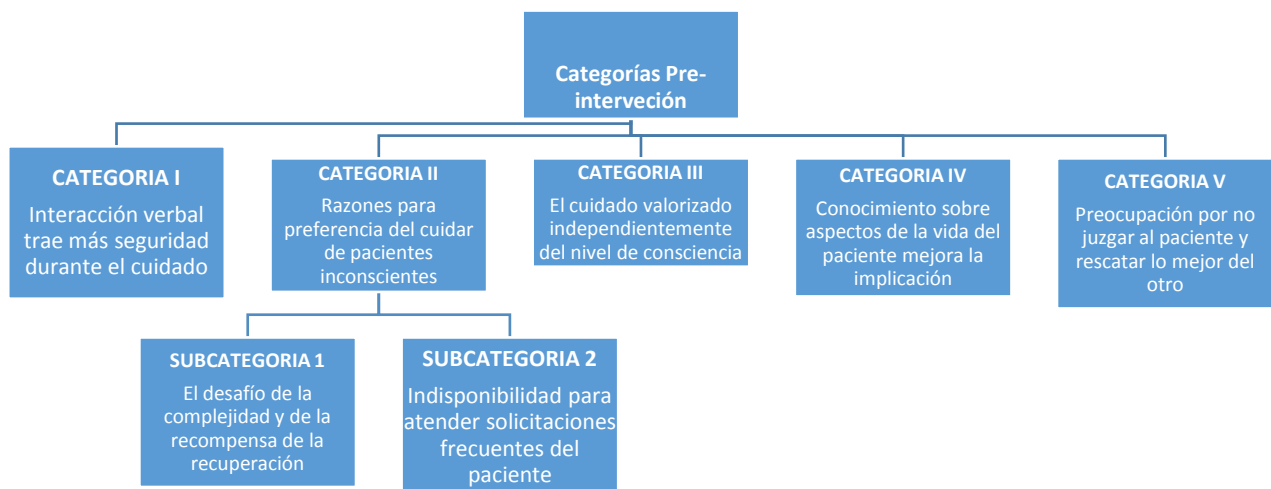 Categorías Pre-
interveción
CATEGORIA I
Interacción verbal
trae más seguridad
durante el cuidado
CATEGORIA II
Razones para
preferencia del cuidar
de pacientes
inconscientes
CATEGORIA III
El cuidado valorizado
independientemente
del nivel de consciencia
CATEGORIA IV
Conocimiento sobre
aspectos de la vida del
paciente mejora la
implicación
CATEGORIA V
Preocupación por no
juzgar al paciente y
rescatar lo mejor del
otro
SUBCATEGORIA 1
El desafío de la
complejidad y de la
recompensa de la
recuperación
SUBCATEGORIA 2
Indisponibilidad para
atender solicitaciones
frecuentes del
paciente